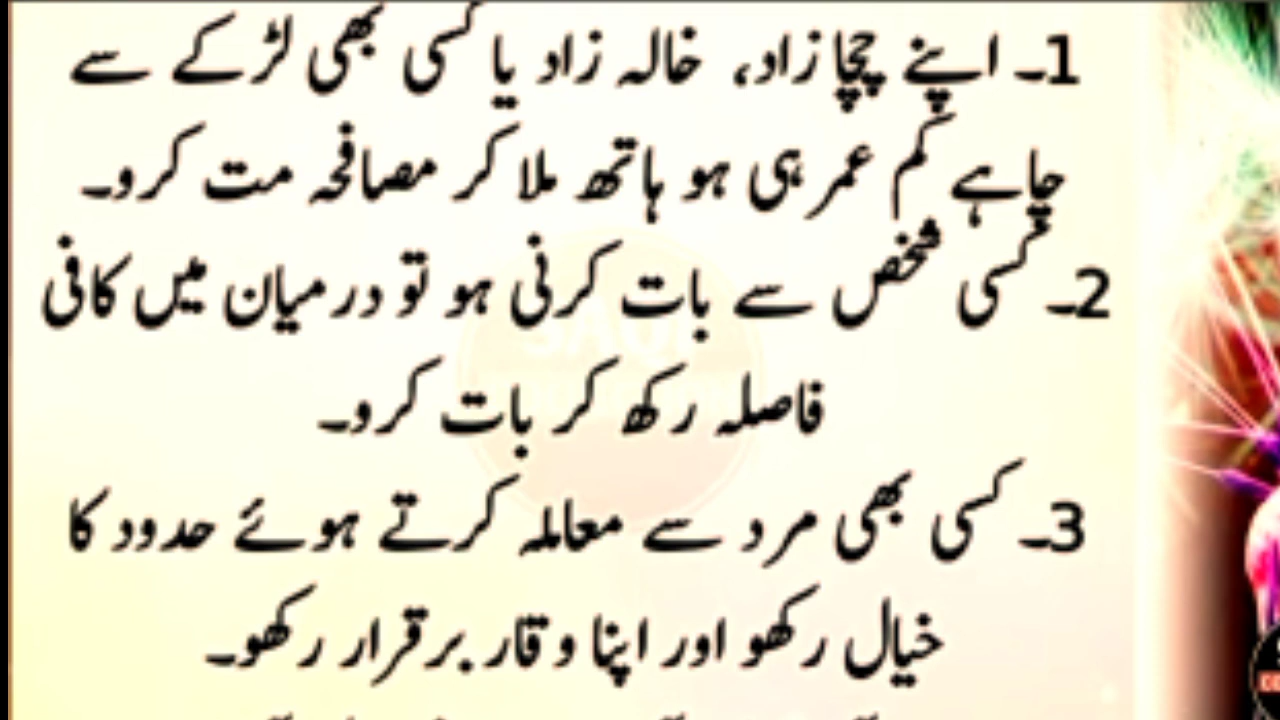 1۔ اپنے چچا زاد، خالہ زاد یا کسی بھی لڑکے سے
چاہے کم عمر ہی ہو ہاتھ ملا کر مصافحہ مت کرو۔
2۔ کسی شخص سے بات کرنی ہو تو درمیان میں کافی
فاصلہ رکھ کر بات کرو۔
3۔ کسی بھی مرد سے معاملہ کرتے ہوئے حدود کا
خیال رکھو اور اپنا وقار برقرار رکھو۔